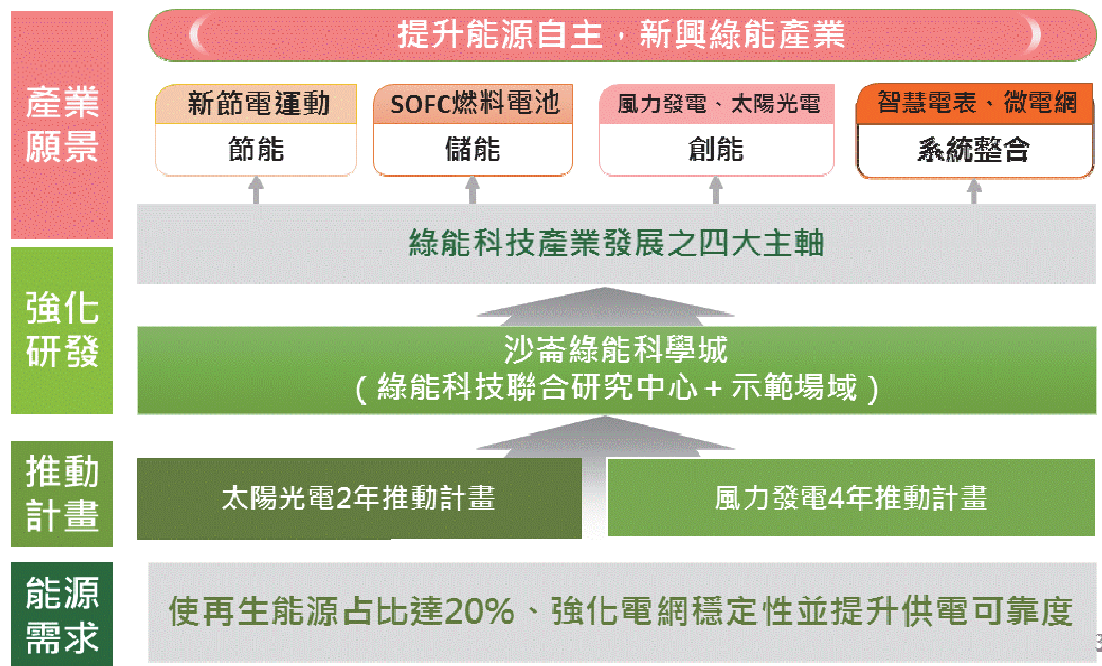 產業
願景
提升能源自主，新興綠能產業
新節電運動
節能
SOFC燃料電池
儲能
風力發電、太陽光電
創能
智慧電表、微電網
系統整合
綠能科技產業發展之四大主軸
強化
研發
沙崙綠能科學城
(綠能科技聯合研究中心+示範場域)
推動
計畫
太陽光電2年推動計畫
風力發電4年推動計畫
能源
需求
使再生能源占比達20%、強化電網穩定性並提升供電可靠度